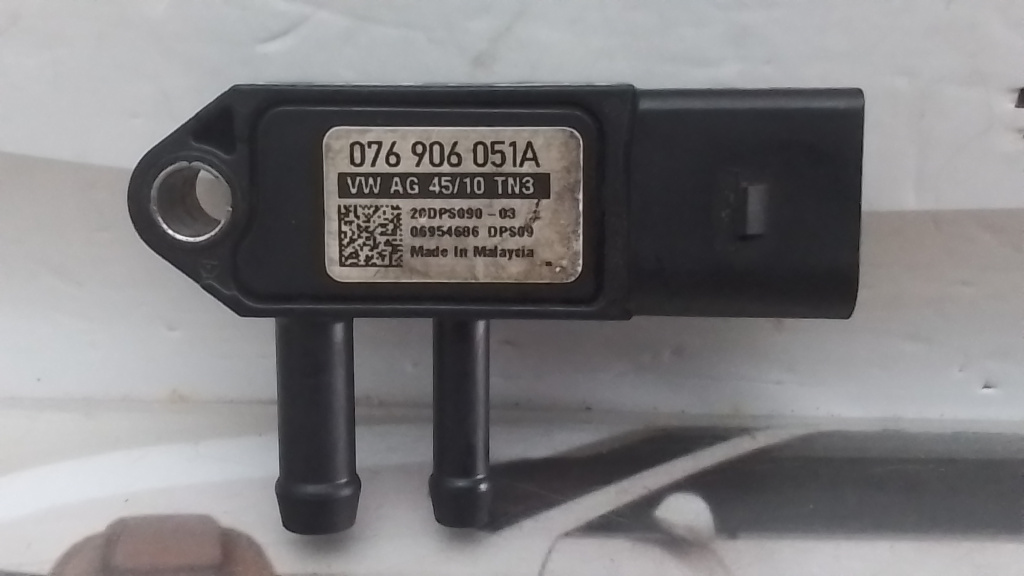 076 906 051A
VW AG 45/10 TN3
20DPS090-03
06954686 DPS09
Made In Malaysia